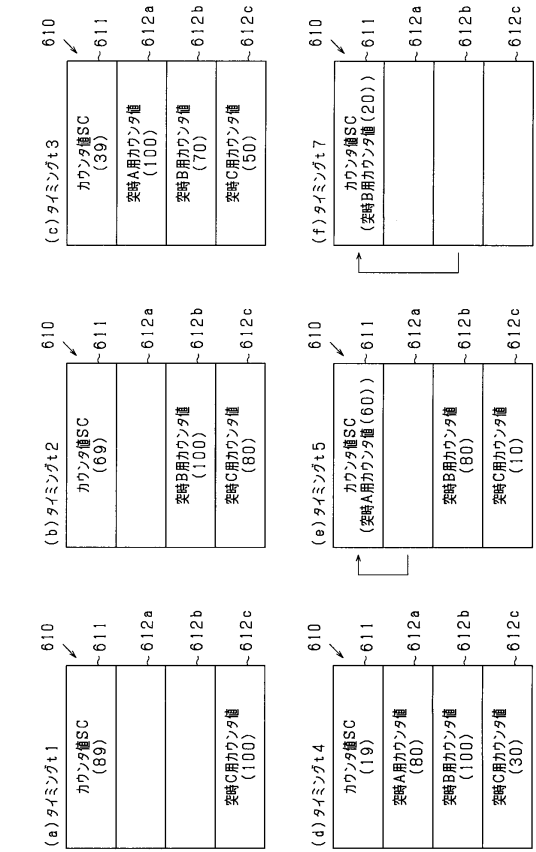 (a)タイミングt1
610
カウンタ値SC
(89)
611
612a
612b
突時C用カウンタ値
(100)
612c
(b)タイミングt2
610
カウンタ値SC
(69)
611
612a
突時B用カウンタ値
(100)
612b
突時C用カウンタ値
(80)
612c
(c)タイミングt3
610
カウンタ値SC
(39)
611
突時A用カウンタ値
(100)
612a
突時B用カウンタ値
(70)
612b
突時C用カウンタ値
(50)
612c
(d)タイミングt4
610
カウンタ値SC
(19)
611
突時A用カウンタ値
(80)
612a
突時B用カウンタ値
(100)
612b
突時C用カウンタ値
(30)
612c
(e)タイミングt5
610
カウンタ値SC
(突時A用カウンタ値(60))
611
612a
突時B用カウンタ値
(80)
612b
突時C用カウンタ値
(10)
612c
(f)タイミングt7
610
カウンタ値SC
(突時B用カウンタ値(20))
611
612a
612b
612c